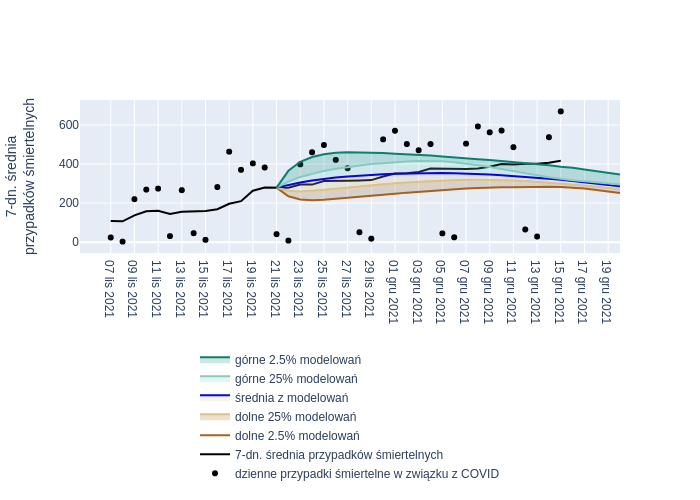 7-dn. średnia
przypadków śmiertelnych
600
400
200
0
07 lis 2021
09 lis 2021
11 lis 2021
13 lis 2021
15 lis 2021
17 lis 2021
19 lis 2021
21 lis 2021
23 lis 2021
25 lis 2021
27 lis 2021
29 lis 2021
01 gru 2021
03 gru 2021
05 gru 2021
07 gru 2021
09 gru 2021
11 gru 2021
13 gru 2021
15 gru 2021
17 gru 2021
19 gru 2021
górne 2.5% modelowań
górne 25% modelowań
średnia z modelowań
dolne 25% modelowań
dolne 2.5% modelowań
7-dn. średnia przypadków śmiertelnych
dzienne przypadki śmiertelne w związku z COVID